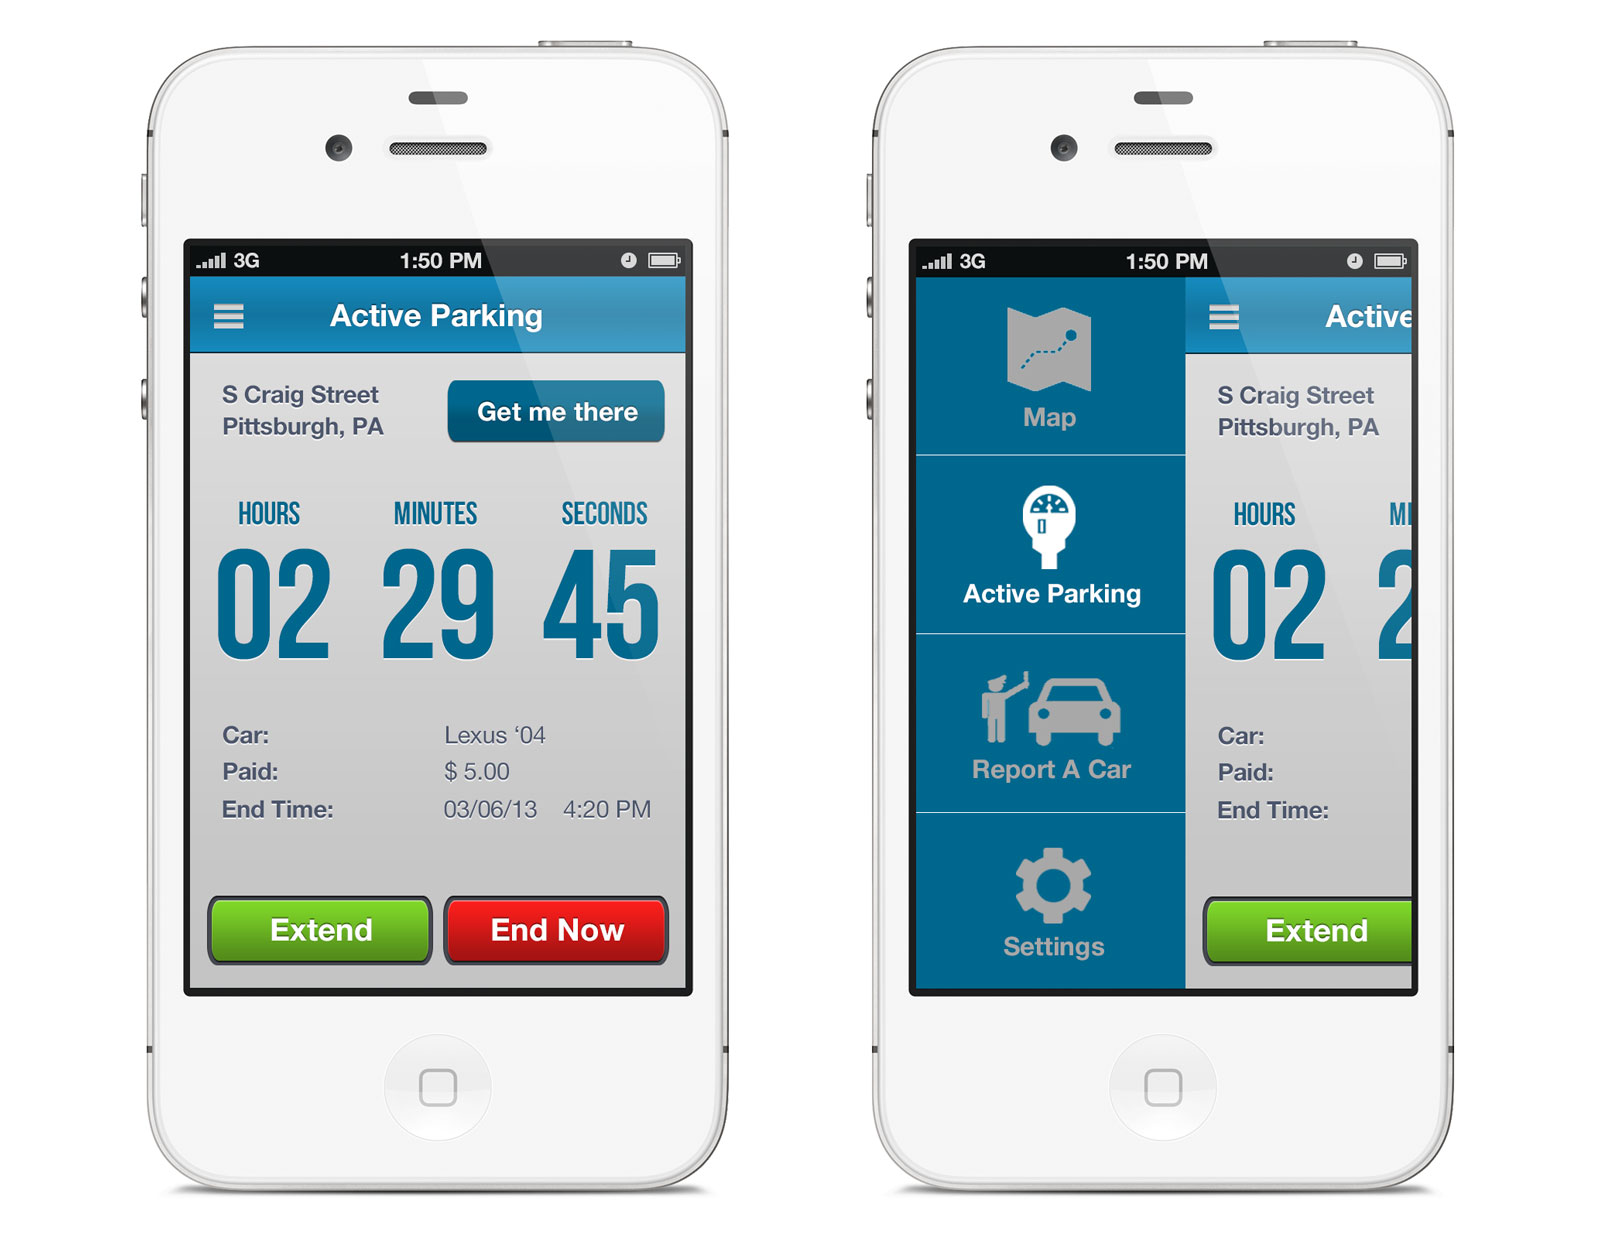 3G 1:50 PM
Active Parking
S Craig Street
Pittsburgh, PA
Get me there
HOURS MINUTES SECONDS
02 29 45
Car: Lexus ‘04
Paid: $ 5.00
End Time: 03/06/13 4:20 PM
Extend End Now
3G 1:50 PM
Map
Active Parking
Report A Car
Settings
Active
S Craig Street
Pittsburgh, PA
HOURS MI
02 2
Car:
Paid:
End Time:
Extend